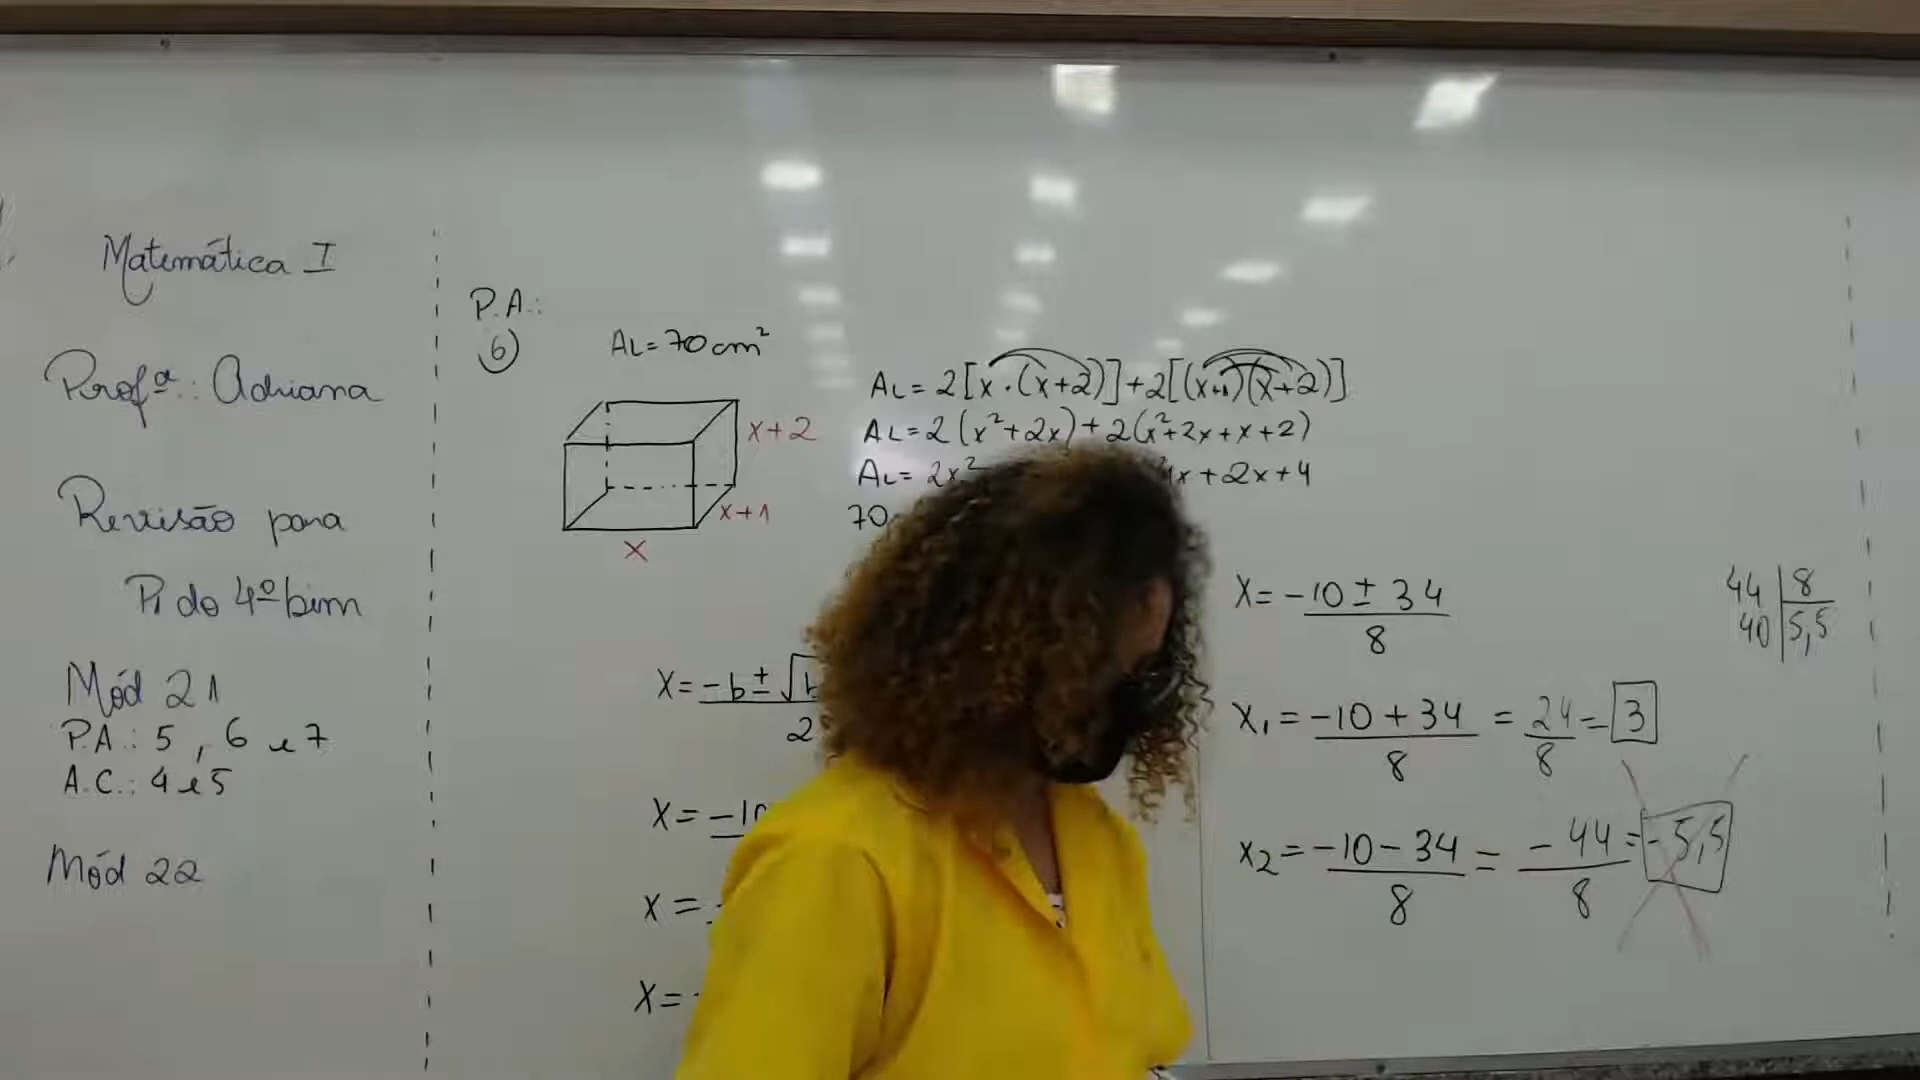 Matemática I
Profª.: Adriana
Revisão para
P1 do 4º bim
Mód 21
P.A.: 5, 6 e 7
A.C.: 4 e 5
Mód 22
P.A.:
6)
AL = 70 cm²
x+2
x+1
x
AL = 2[x.(x+2)]+2[(x+1)(x+2)]
AL = 2(x²+2x)+2(x²+2x+x+2)
AL = 2x² 4x+2x+4
70
x = -b ± √b
2
x = -10
x =
x = -
x = -10 ± 34
8
x₁ = -10 + 34 = 24 = 3
8 8
x₂ = -10 - 34 = -44 = -5,5
8 8
44 | 8
40 | 5,5